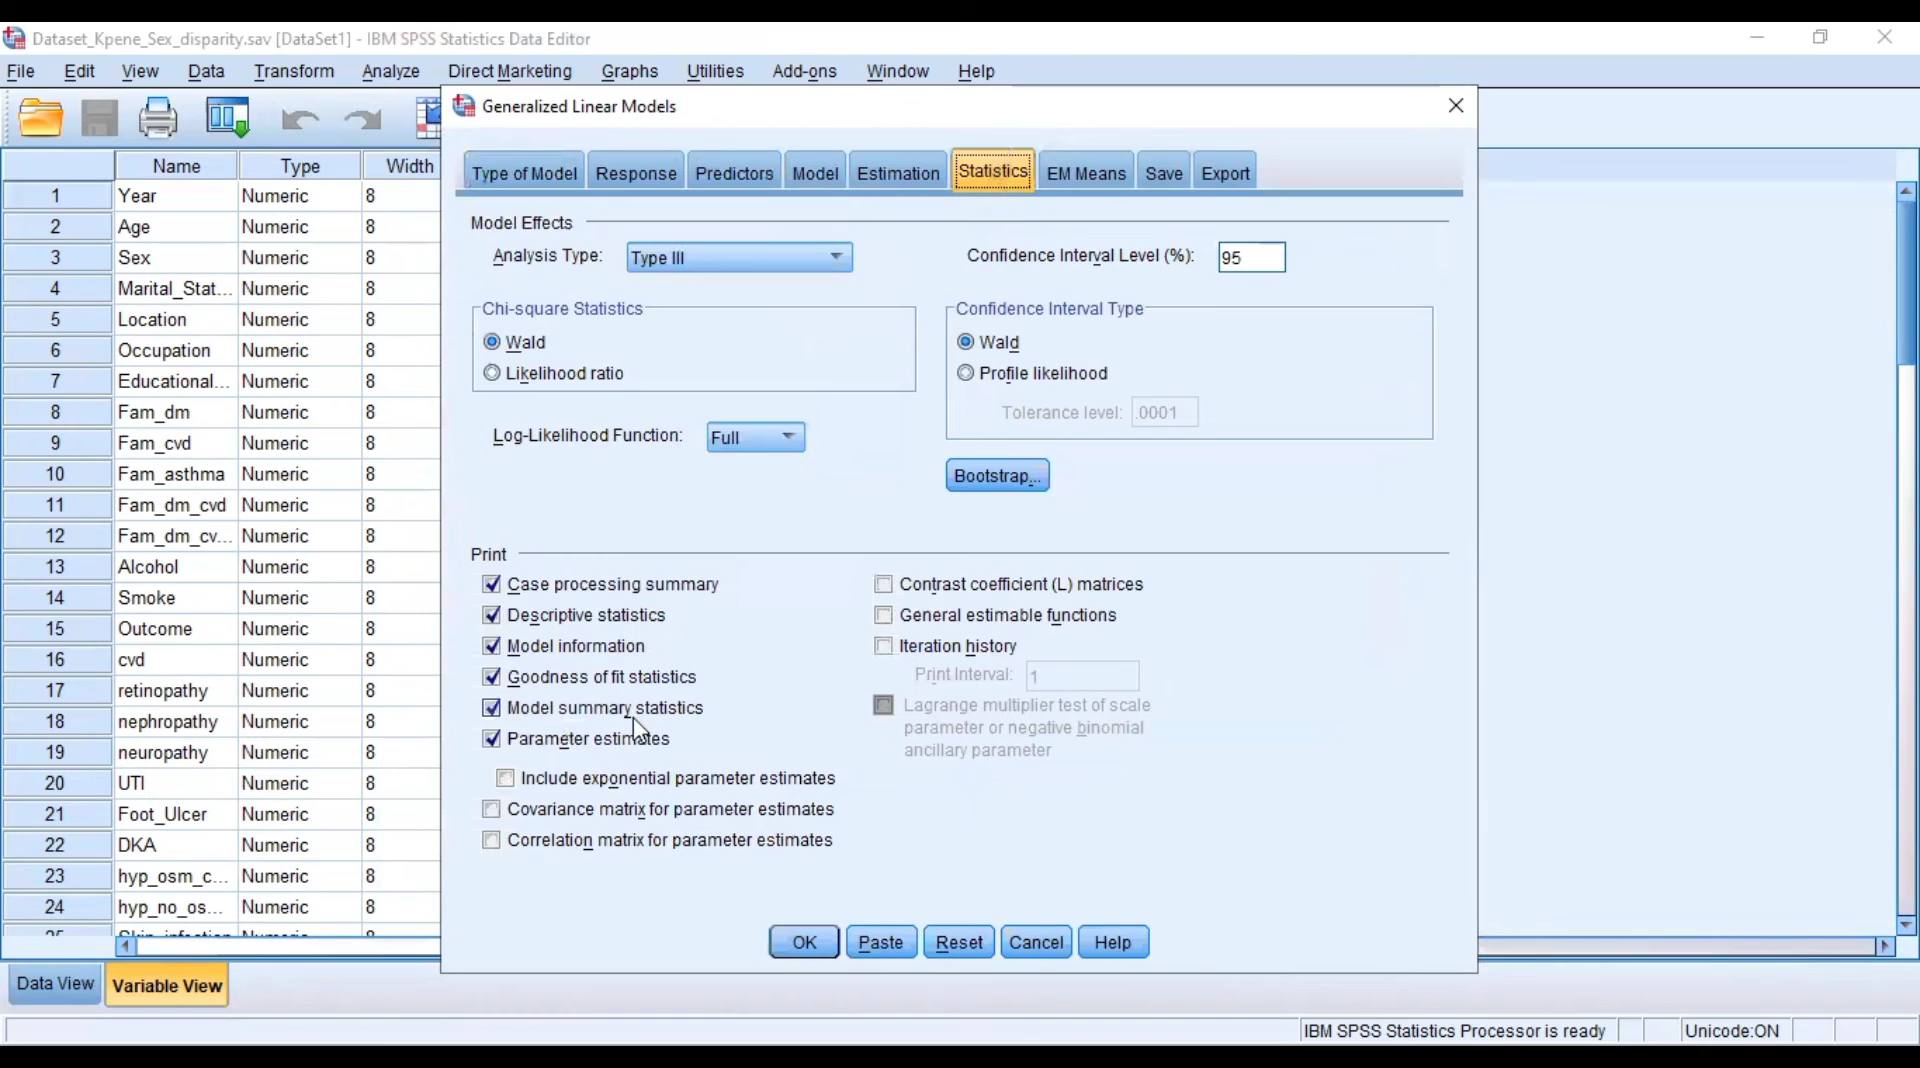 Dataset_Kpene_Sex_disparity.sav [DataSet1] - IBM SPSS Statistics Data Editor
File Edit View Data Transform Analyze Direct Marketing Graphs Utilities Add-ons Window Help
Generalized Linear Models
Type of Model Response Predictors Model Estimation Statistics EM Means Save Export
Name Type Width
1 Year Numeric 8
2 Age Numeric 8
3 Sex Numeric 8
4 Marital_Stat... Numeric 8
5 Location Numeric 8
6 Occupation Numeric 8
7 Educational... Numeric 8
8 Fam_dm Numeric 8
9 Fam_cvd Numeric 8
10 Fam_asthma Numeric 8
11 Fam_dm_cvd Numeric 8
12 Fam_dm_cv... Numeric 8
13 Alcohol Numeric 8
14 Smoke Numeric 8
15 Outcome Numeric 8
16 cvd Numeric 8
17 retinopathy Numeric 8
18 nephropathy Numeric 8
19 neuropathy Numeric 8
20 UTI Numeric 8
21 Foot_Ulcer Numeric 8
22 DKA Numeric 8
23 hyp_osm_c... Numeric 8
24 hyp_no_os... Numeric 8
25 Skin_infection Numeric 8
Model Effects
Analysis Type: Type III Confidence Interval Level (%): 95
Chi-square Statistics
Wald
Likelihood ratio
Confidence Interval Type
Wald
Profile likelihood
Tolerance level: .0001
Log-Likelihood Function: Full
Bootstrap...
Print
Case processing summary
Descriptive statistics
Model information
Goodness of fit statistics
Model summary statistics
Parameter estimates
Include exponential parameter estimates
Covariance matrix for parameter estimates
Correlation matrix for parameter estimates
Contrast coefficient (L) matrices
General estimable functions
Iteration history
Print Interval: 1
Lagrange multiplier test of scale
parameter or negative binomial
ancillary parameter
OK Paste Reset Cancel Help
Data View Variable View
IBM SPSS Statistics Processor is ready Unicode:ON